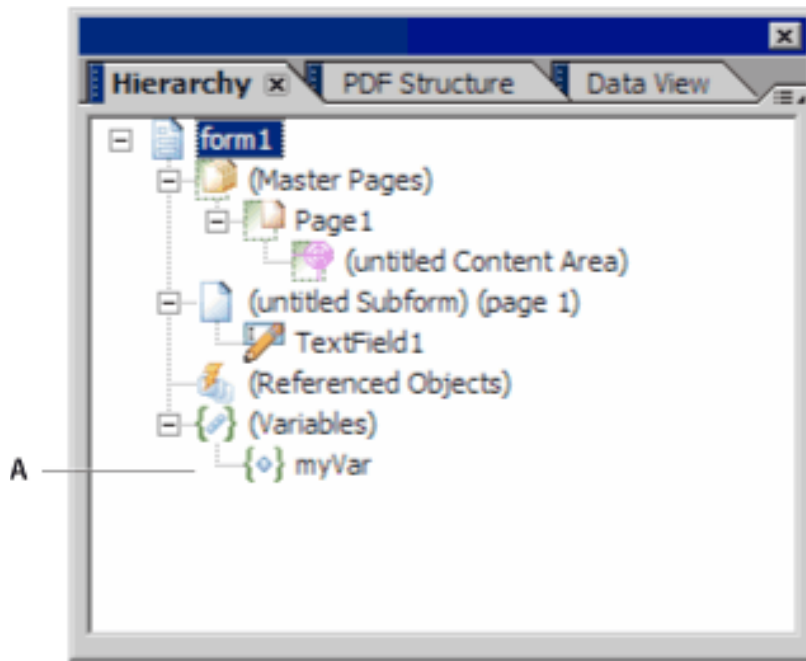 Hierarchy PDF Structure Data View
form1
(Master Pages)
Page1
(untitled Content Area)
(untitled Subform) (page 1)
TextField1
(Referenced Objects)
(Variables)
A myVar